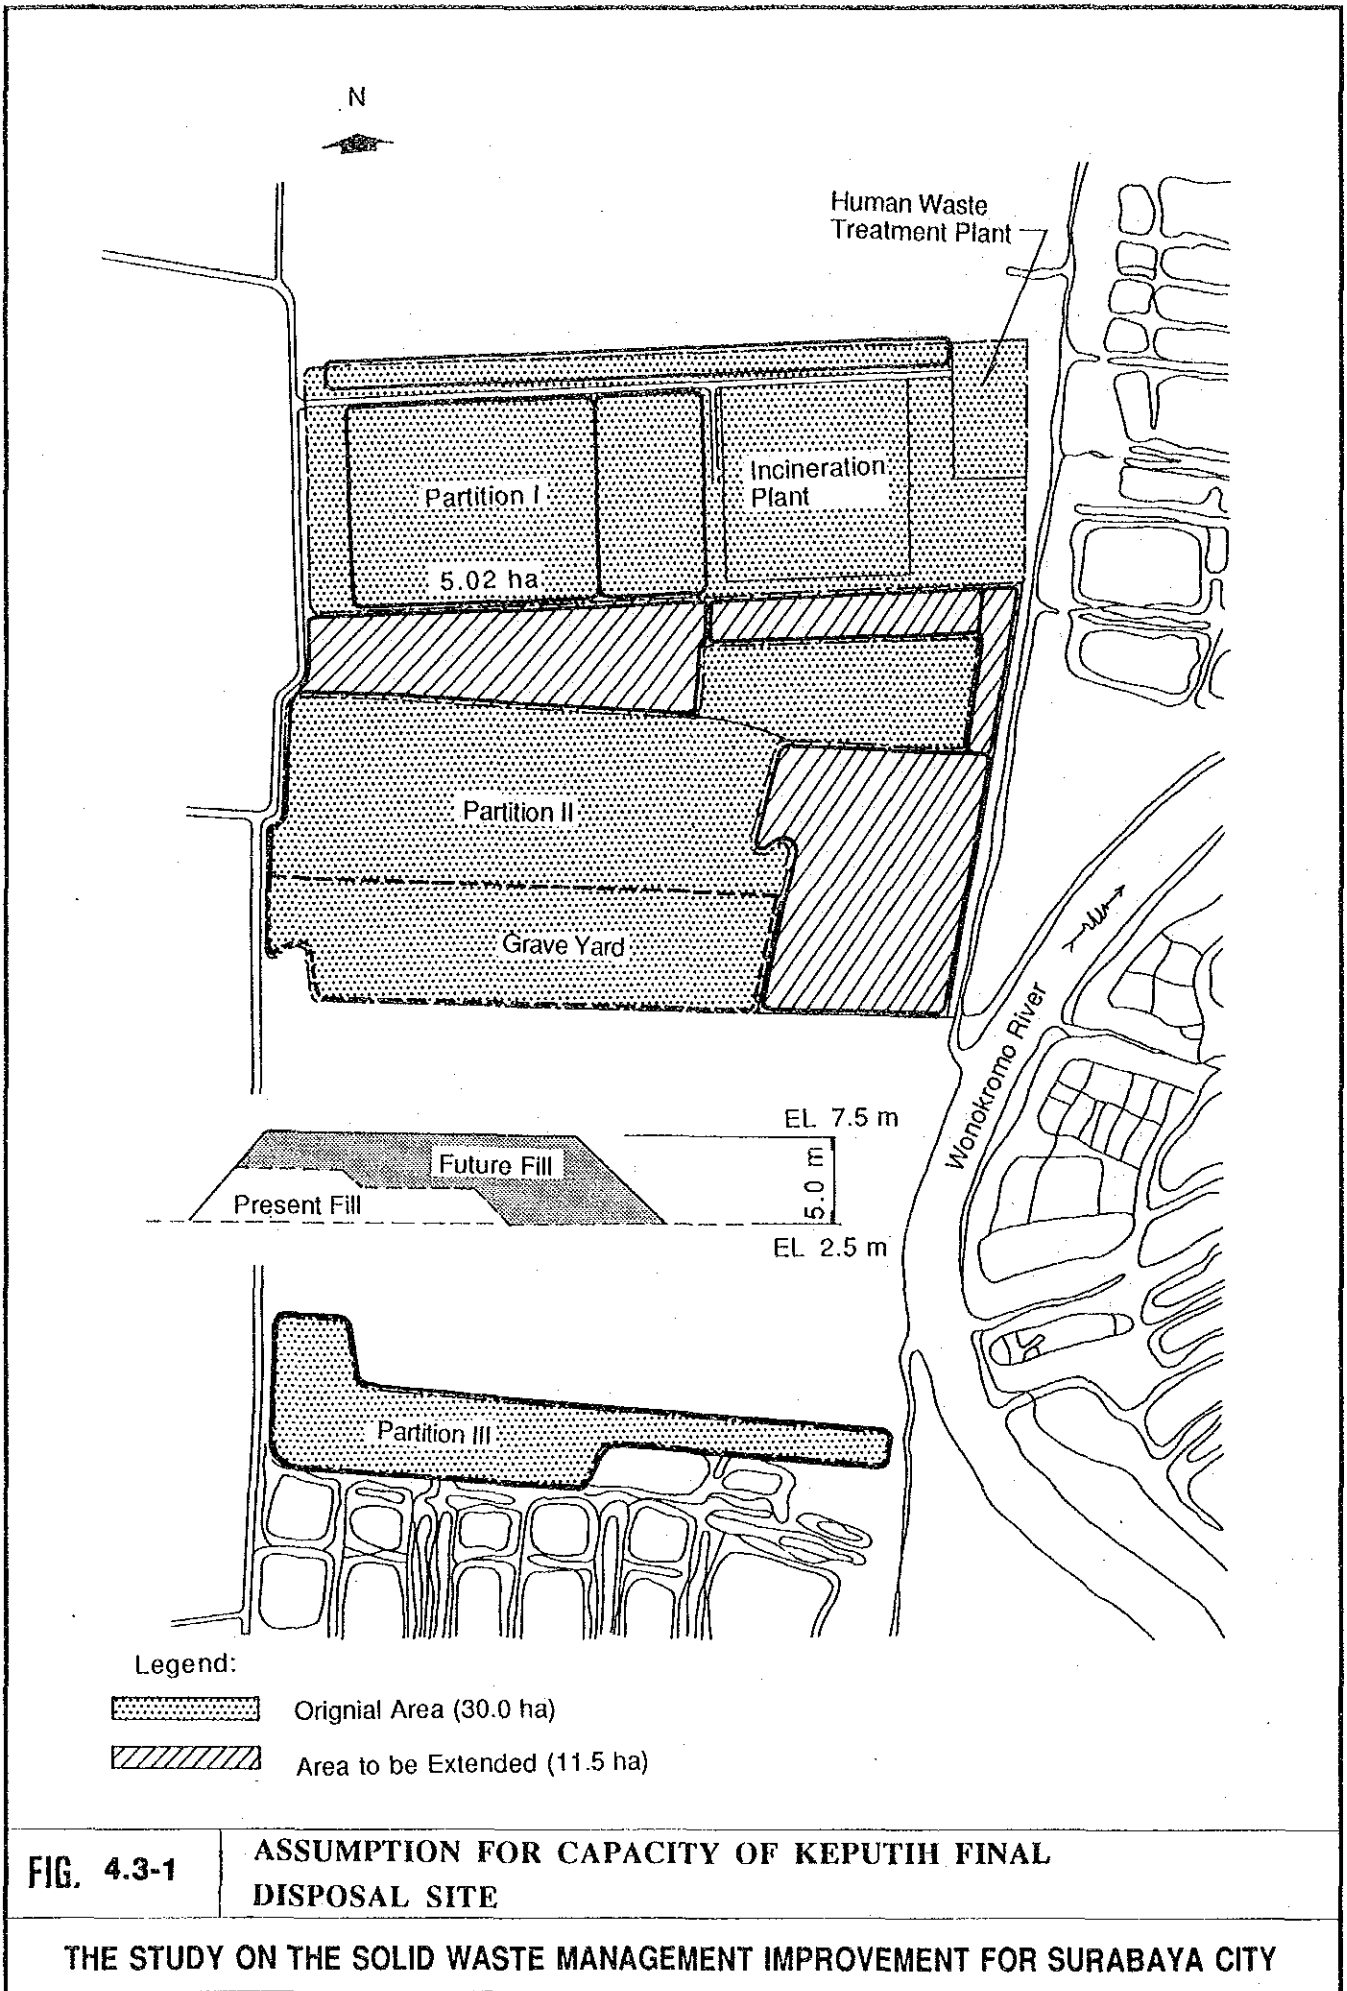 N
Human Waste
Treatment Plant
Incineration
Plant
Partition I
5.02 ha
Partition II
Grave Yard
Wonokromo River
EL 7.5 m
Future Fill
5.0 m
Present Fill
EL 2.5 m
Partition III
Legend:
Orignial Area (30.0 ha)
Area to be Extended (11.5 ha)
FIG. 4.3-1
ASSUMPTION FOR CAPACITY OF KEPUTIH FINAL
DISPOSAL SITE
THE STUDY ON THE SOLID WASTE MANAGEMENT IMPROVEMENT FOR SURABAYA CITY